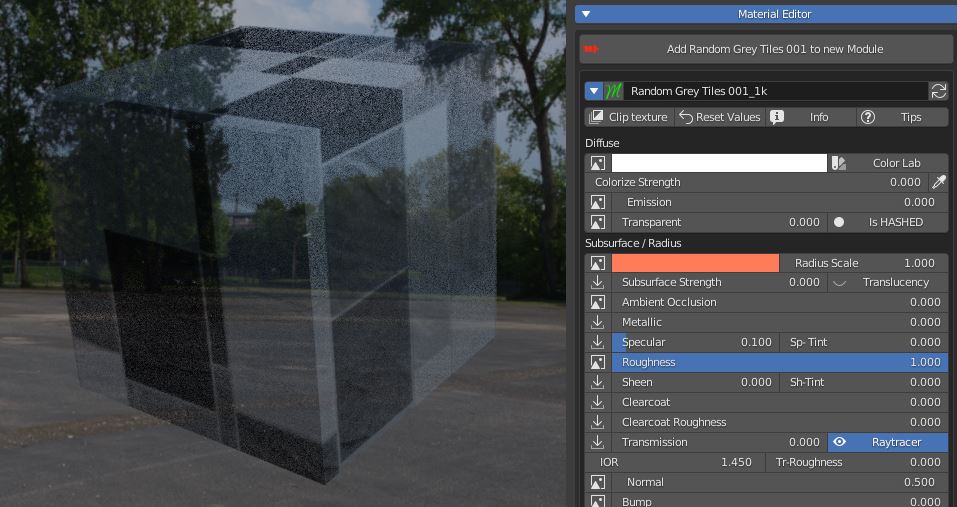 Material Editor
Add Random Grey Tiles 001 to new Module
Random Grey Tiles 001_1k
Clip texture Reset Values Info Tips
Diffuse
Color Lab
Colorize Strength 0.000
Emission 0.000
Transparent 0.000 Is HASHED
Subsurface / Radius
Radius Scale 1.000
Subsurface Strength 0.000 Translucency
Ambient Occlusion 0.000
Metallic 0.000
Specular 0.100 Sp- Tint 0.000
Roughness 1.000
Sheen 0.000 Sh-Tint 0.000
Clearcoat 0.000
Clearcoat Roughness 0.000
Transmission 0.000 Raytracer
IOR 1.450 Tr-Roughness 0.000
Normal 0.500
Bump 0.000